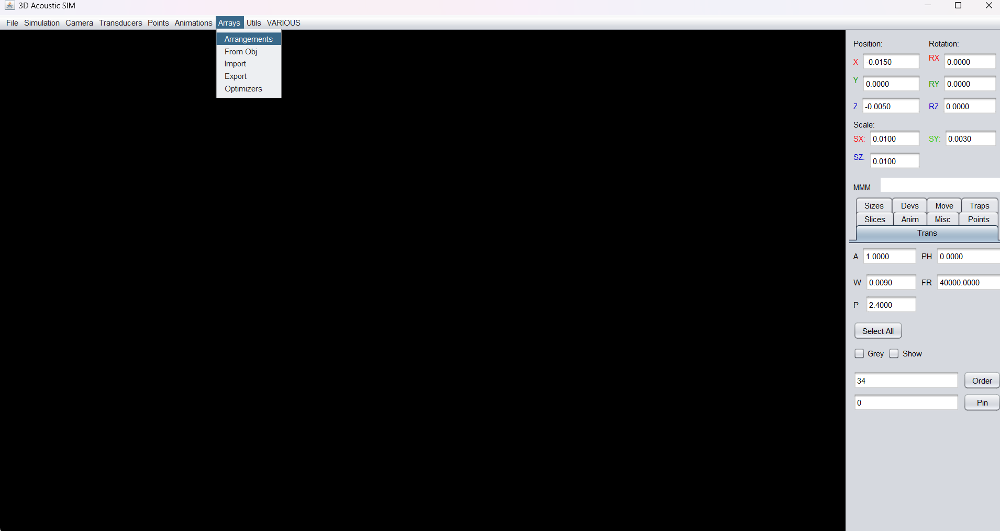 3D Acoustic SIM
File Simulation Camera Transducers Points Animations Arrays Utils VARIOUS
Arrangements
From Obj
Import
Export
Optimizers
Position: Rotation:
X -0.0150 RX 0.0000
Y 0.0000 RY 0.0000
Z -0.0050 RZ 0.0000
Scale:
SX: 0.0100 SY: 0.0030
SZ: 0.0100
MMM
Sizes Devs Move Traps
Slices Anim Misc Points
Trans
A 1.0000 PH 0.0000
W 0.0090 FR 40000.0000
P 2.4000
Select All
Grey Show
34 Order
0 Pin